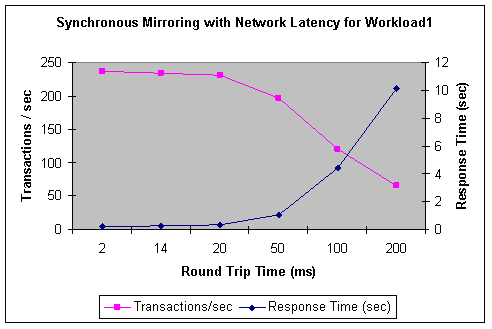 Synchronous Mirroring with Network Latency for Workload1
250
200
150
100
50
0
Transactions / sec
12
10
8
6
4
2
0
Response Time (sec)
2 14 20 50 100 200
Round Trip Time (ms)
Transactions/sec Response Time (sec)